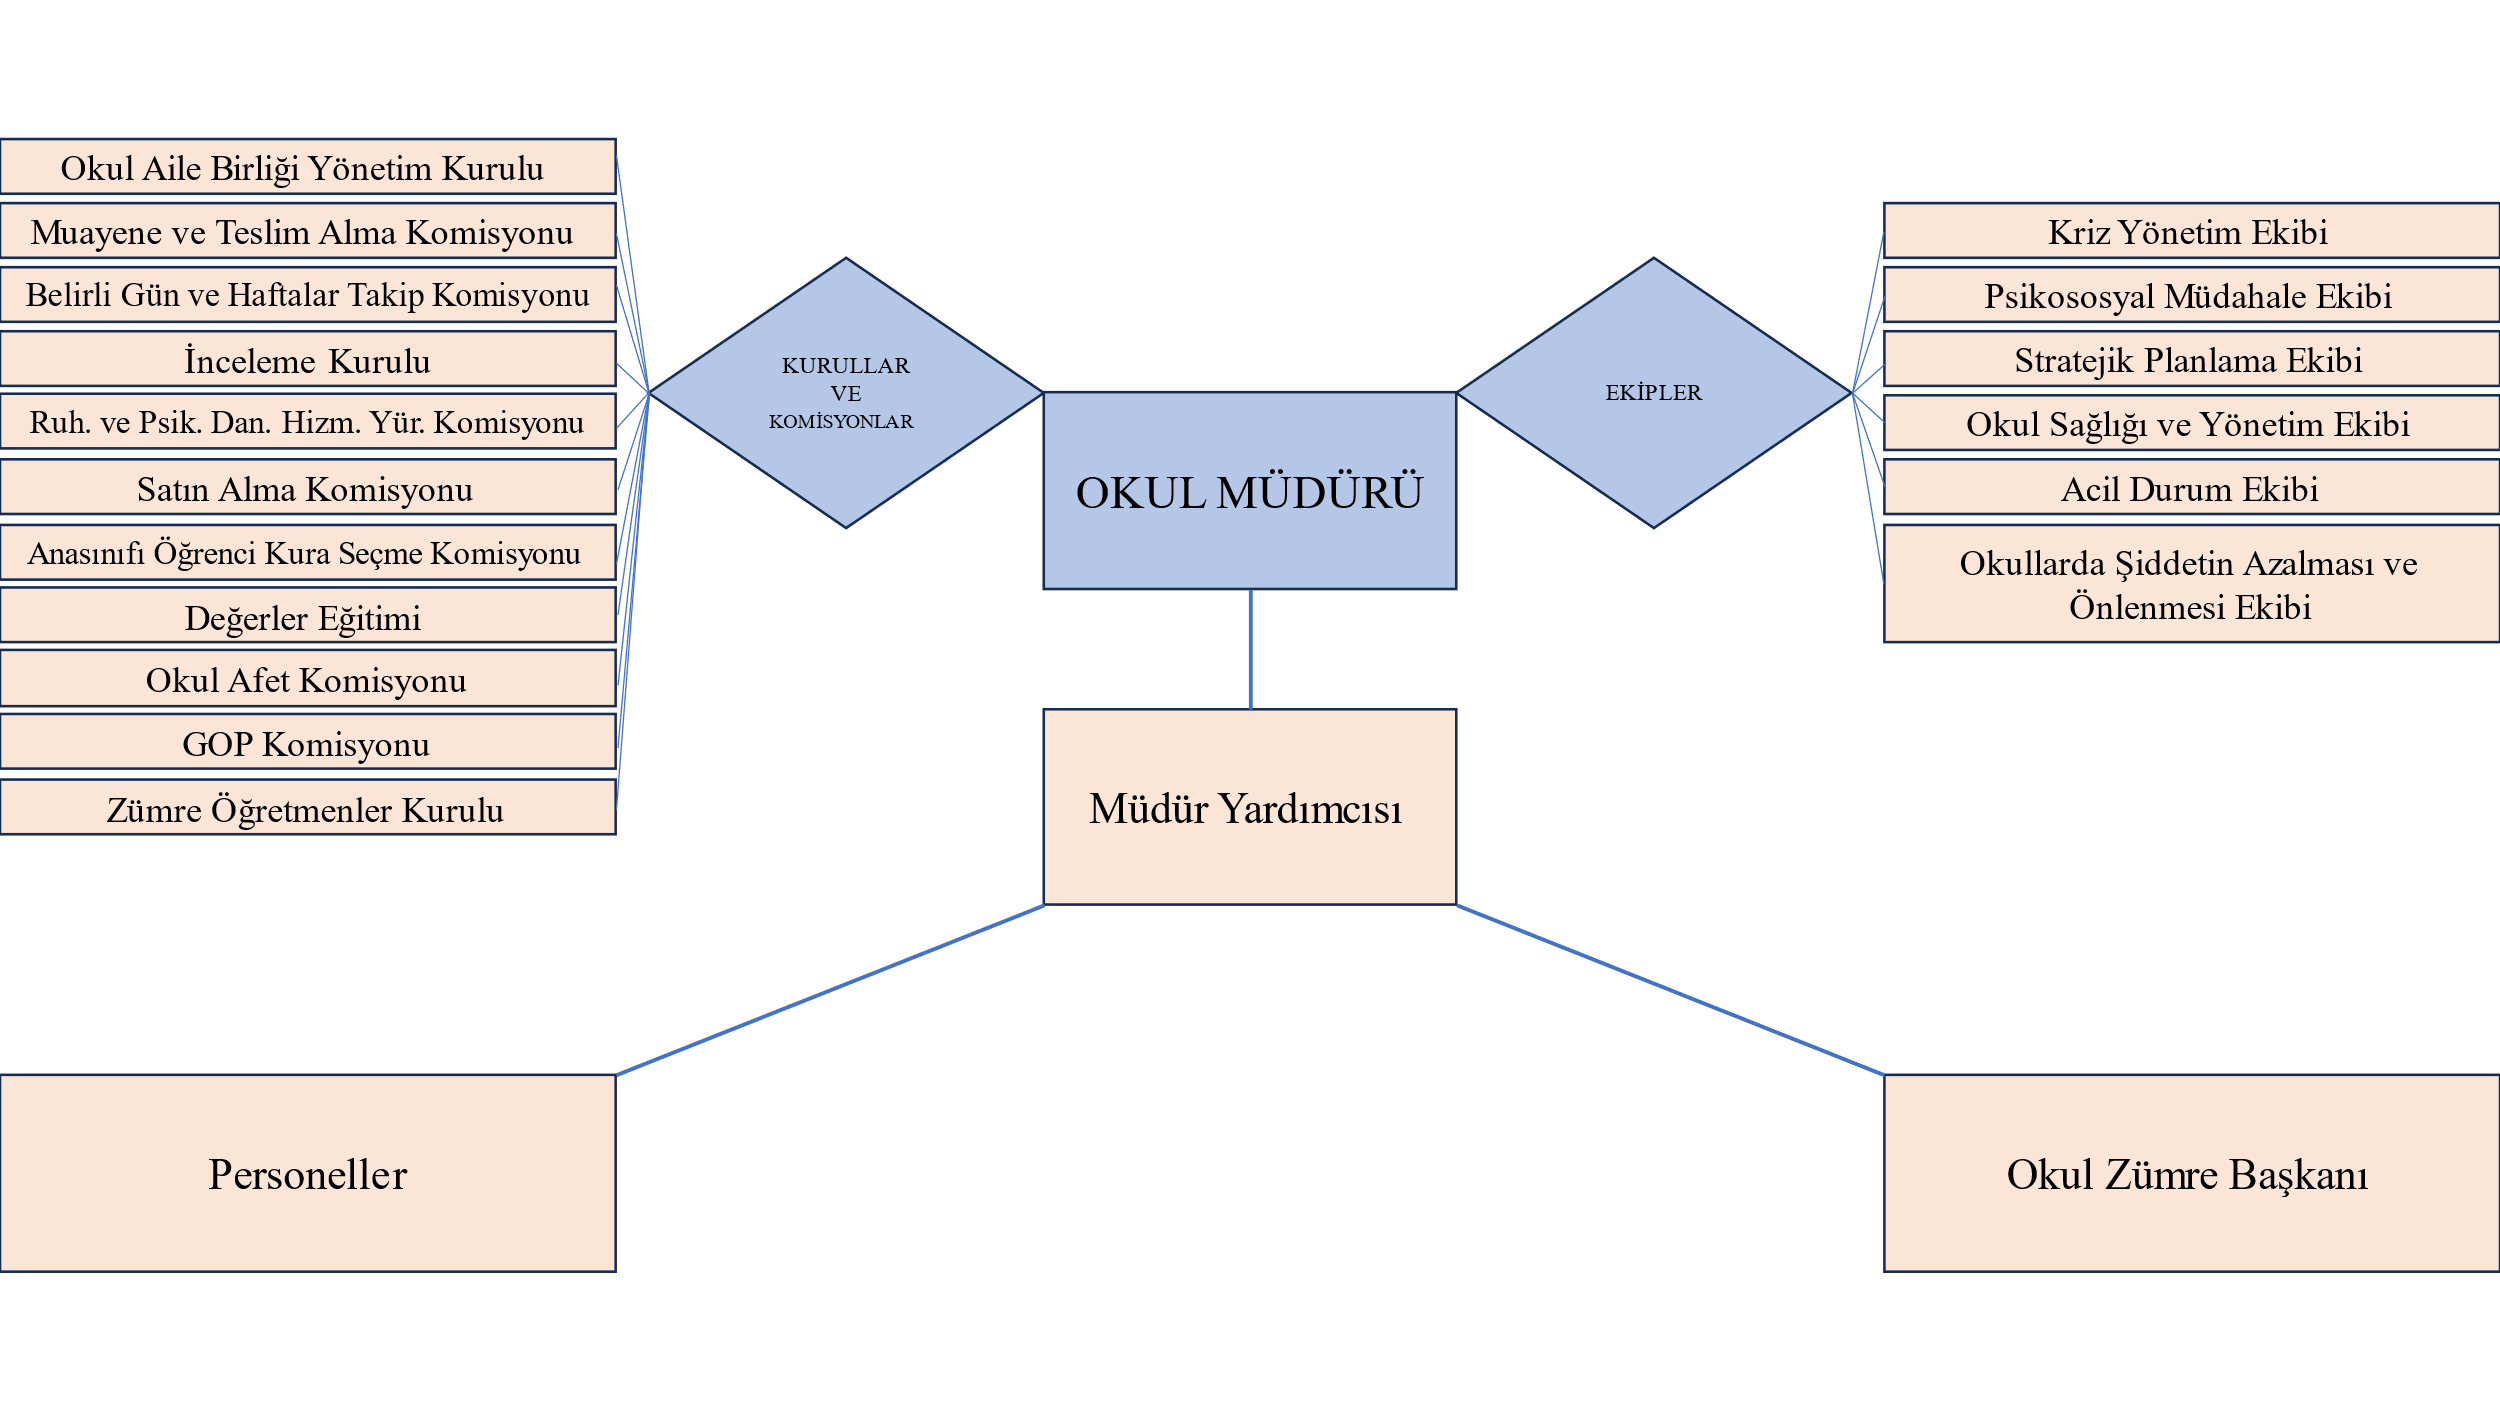 Okul Aile Birliği Yönetim Kurulu
Muayene ve Teslim Alma Komisyonu
Belirli Gün ve Haftalar Takip Komisyonu
İnceleme Kurulu
Ruh. ve Psik. Dan. Hizm. Yür. Komisyonu
Satın Alma Komisyonu
Anasınıfı Öğrenci Kura Seçme Komisyonu
Değerler Eğitimi
Okul Afet Komisyonu
GOP Komisyonu
Zümre Öğretmenler Kurulu
KURULLAR
VE
KOMİSYONLAR
OKUL MÜDÜRÜ
EKİPLER
Kriz Yönetim Ekibi
Psikososyal Müdahale Ekibi
Stratejik Planlama Ekibi
Okul Sağlığı ve Yönetim Ekibi
Acil Durum Ekibi
Okullarda Şiddetin Azalması ve
Önlenmesi Ekibi
Müdür Yardımcısı
Personeller
Okul Zümre Başkanı